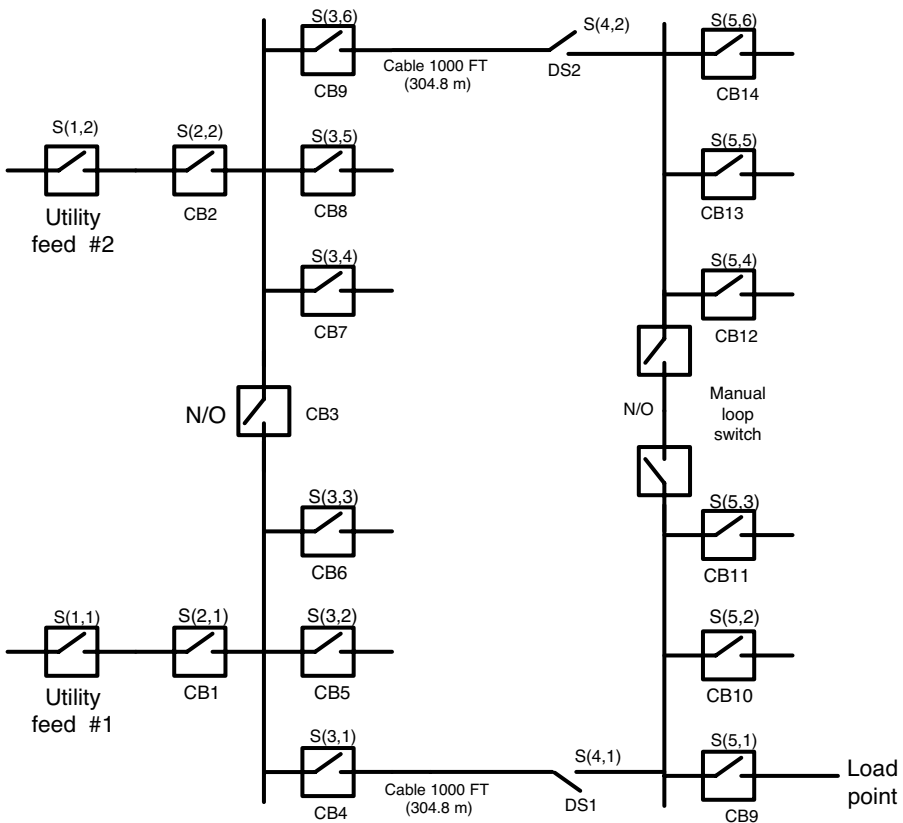 S(3,6)
CB9
Cable 1000 FT
(304.8 m)
S(4,2)
DS2
S(5,6)
CB14
S(1,2)
Utility
feed #2
S(2,2)
CB2
S(3,5)
CB8
S(5,5)
CB13
S(3,4)
CB7
S(5,4)
CB12
N/O
CB3
N/O
Manual
loop
switch
S(3,3)
CB6
S(5,3)
CB11
S(1,1)
Utility
feed #1
S(2,1)
CB1
S(3,2)
CB5
S(5,2)
CB10
S(3,1)
CB4
Cable 1000 FT
(304.8 m)
S(4,1)
DS1
S(5,1)
CB9
Load
point